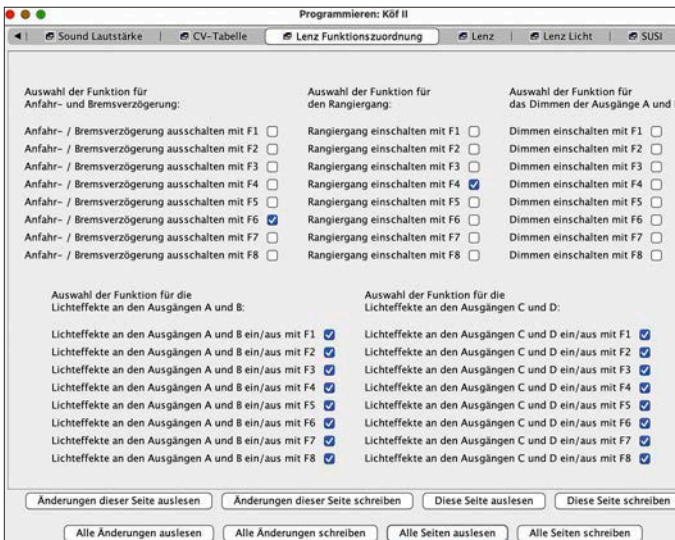 Programmieren: Köf II
Sound Lautstärke | CV-Tabelle | Lenz Funktionszuordnung | Lenz | Lenz Licht | SUSI
Auswahl der Funktion für
Anfahr- und Bremsverzögerung:
Anfahr- / Bremsverzögerung ausschalten mit F1
Anfahr- / Bremsverzögerung ausschalten mit F2
Anfahr- / Bremsverzögerung ausschalten mit F3
Anfahr- / Bremsverzögerung ausschalten mit F4
Anfahr- / Bremsverzögerung ausschalten mit F5
Anfahr- / Bremsverzögerung ausschalten mit F6
Anfahr- / Bremsverzögerung ausschalten mit F7
Anfahr- / Bremsverzögerung ausschalten mit F8
Auswahl der Funktion für
den Rangiergang:
Rangiergang einschalten mit F1
Rangiergang einschalten mit F2
Rangiergang einschalten mit F3
Rangiergang einschalten mit F4
Rangiergang einschalten mit F5
Rangiergang einschalten mit F6
Rangiergang einschalten mit F7
Rangiergang einschalten mit F8
Auswahl der Funktion für
das Dimmen der Ausgänge A und
Dimmen einschalten mit F1
Dimmen einschalten mit F2
Dimmen einschalten mit F3
Dimmen einschalten mit F4
Dimmen einschalten mit F5
Dimmen einschalten mit F6
Dimmen einschalten mit F7
Dimmen einschalten mit F8
Auswahl der Funktion für die
Lichteffekte an den Ausgängen A und B:
Lichteffekte an den Ausgängen A und B ein/aus mit F1
Lichteffekte an den Ausgängen A und B ein/aus mit F2
Lichteffekte an den Ausgängen A und B ein/aus mit F3
Lichteffekte an den Ausgängen A und B ein/aus mit F4
Lichteffekte an den Ausgängen A und B ein/aus mit F5
Lichteffekte an den Ausgängen A und B ein/aus mit F6
Lichteffekte an den Ausgängen A und B ein/aus mit F7
Lichteffekte an den Ausgängen A und B ein/aus mit F8
Auswahl der Funktion für die
Lichteffekte an den Ausgängen C und D:
Lichteffekte an den Ausgängen C und D ein/aus mit F1
Lichteffekte an den Ausgängen C und D ein/aus mit F2
Lichteffekte an den Ausgängen C und D ein/aus mit F3
Lichteffekte an den Ausgängen C und D ein/aus mit F4
Lichteffekte an den Ausgängen C und D ein/aus mit F5
Lichteffekte an den Ausgängen C und D ein/aus mit F6
Lichteffekte an den Ausgängen C und D ein/aus mit F7
Lichteffekte an den Ausgängen C und D ein/aus mit F8
Änderungen dieser Seite auslesen
Änderungen dieser Seite schreiben
Diese Seite auslesen
Diese Seite schreiben
Alle Änderungen auslesen
Alle Änderungen schreiben
Alle Seiten auslesen
Alle Seiten schreiben